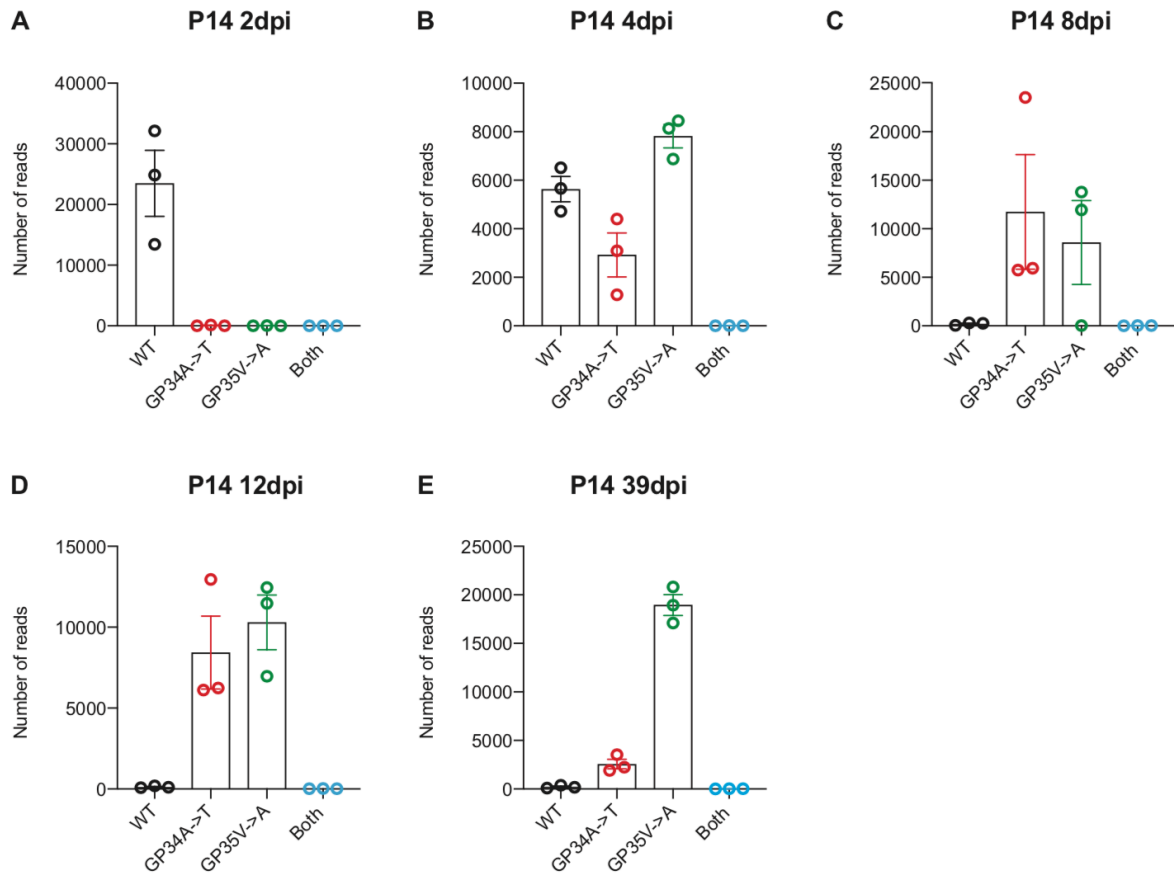 A P14 2dpi
Number of reads
40000
30000
20000
10000
0
WT
GP34A->T
GP35V->A
Both
B P14 4dpi
Number of reads
10000
8000
6000
4000
2000
0
WT
GP34A->T
GP35V->A
Both
C P14 8dpi
Number of reads
25000
20000
15000
10000
5000
0
WT
GP34A->T
GP35V->A
Both
D P14 12dpi
Number of reads
15000
10000
5000
0
WT
GP34A->T
GP35V->A
Both
E P14 39dpi
Number of reads
25000
20000
15000
10000
5000
0
WT
GP34A->T
GP35V->A
Both